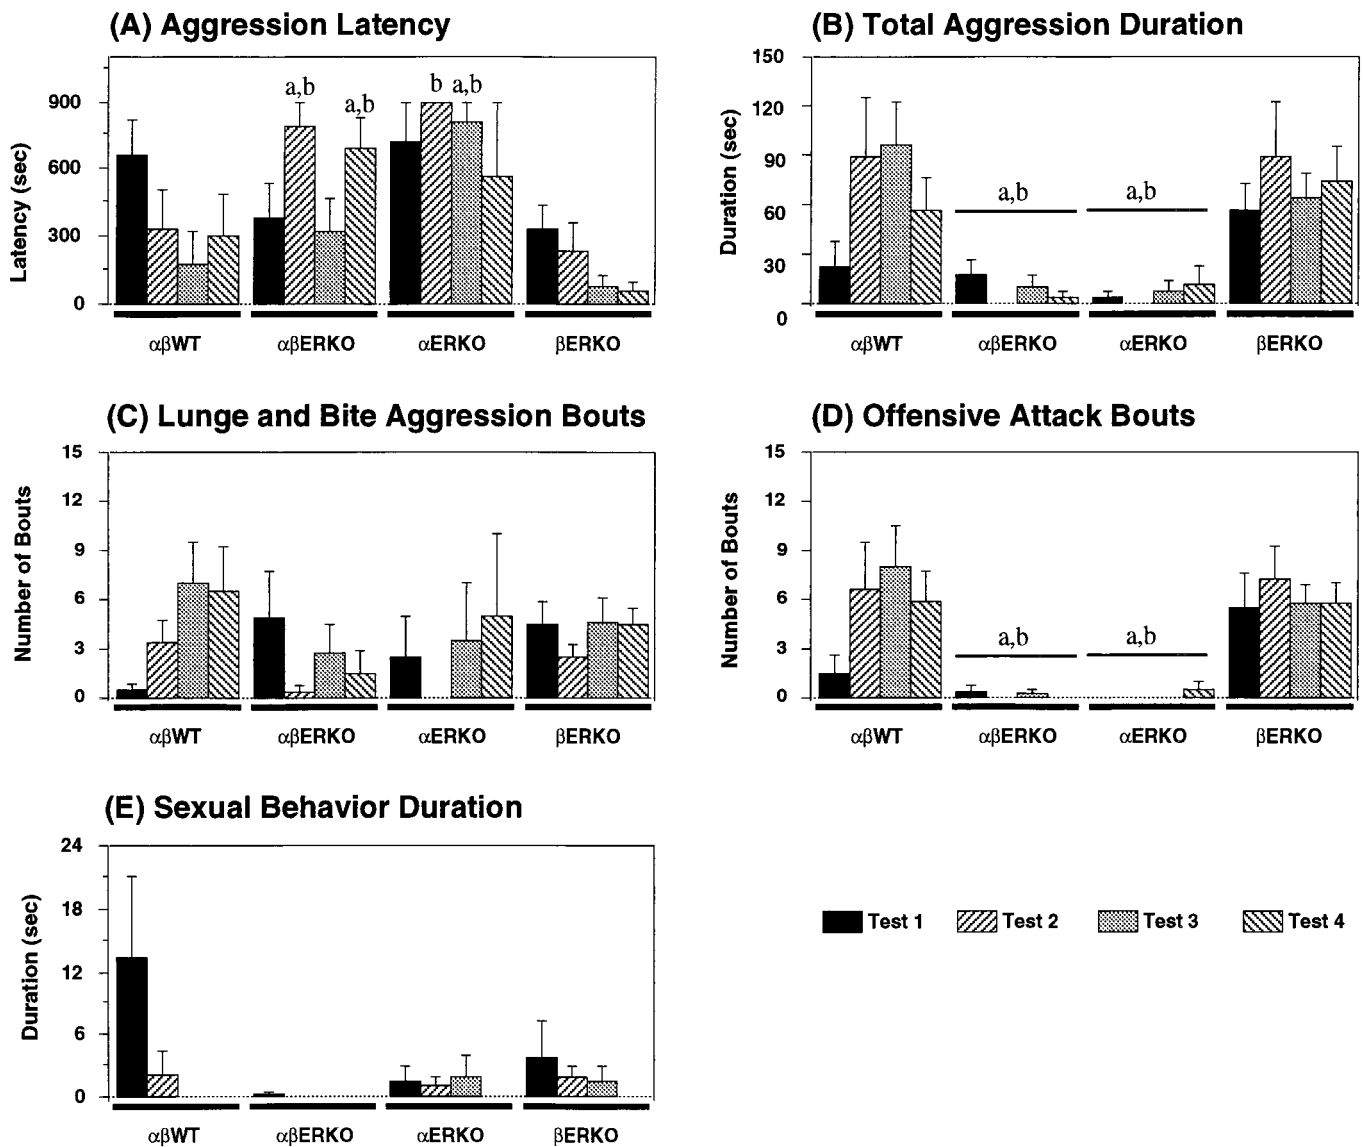 (A) Aggression Latency
Latency (sec)
900
600
300
0
a,b
a,b
b
a,b
αβWT
αβERKO
αERKO
βERKO
(B) Total Aggression Duration
Duration (sec)
150
120
90
60
30
0
a,b
a,b
αβWT
αβERKO
αERKO
βERKO
(C) Lunge and Bite Aggression Bouts
Number of Bouts
15
12
9
6
3
0
αβWT
αβERKO
αERKO
βERKO
(D) Offensive Attack Bouts
Number of Bouts
15
12
9
6
3
0
a,b
a,b
αβWT
αβERKO
αERKO
βERKO
(E) Sexual Behavior Duration
Duration (sec)
24
18
12
6
0
αβWT
αβERKO
αERKO
βERKO
Test 1
Test 2
Test 3
Test 4